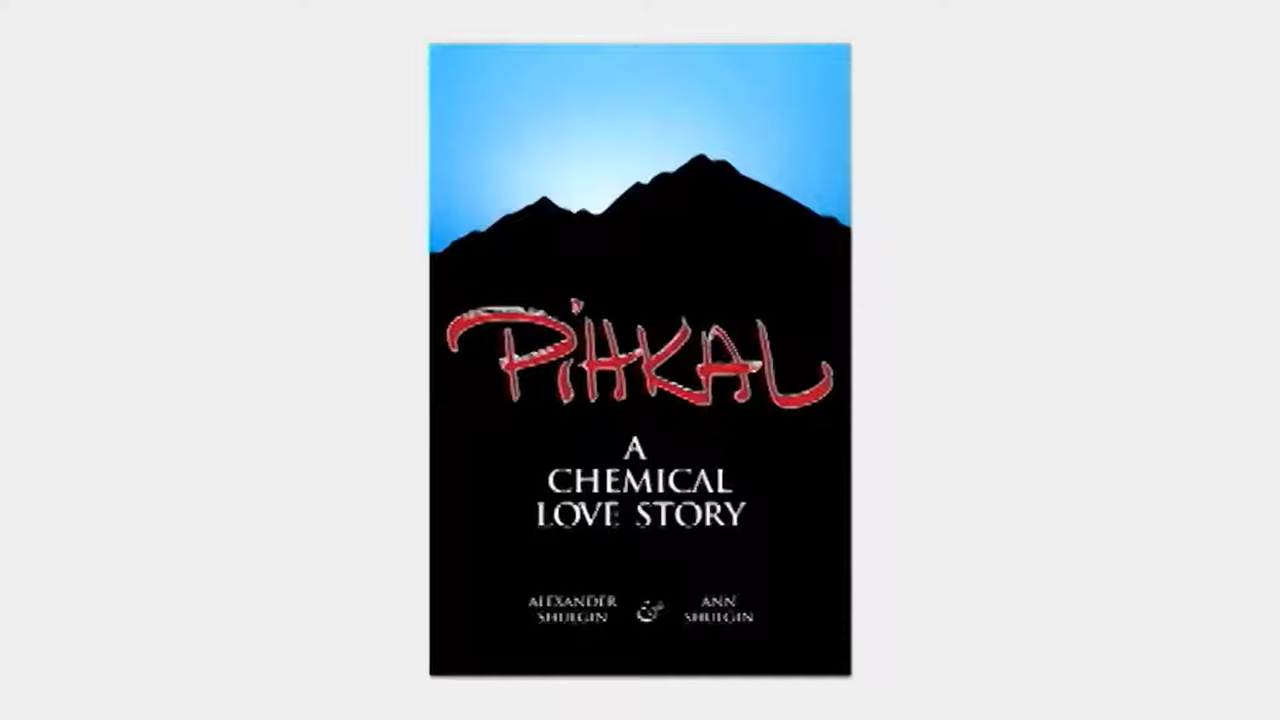 PiHKAL
A
CHEMICAL
LOVE STORY
ALEXANDER & ANN
SHULGIN SHULGIN